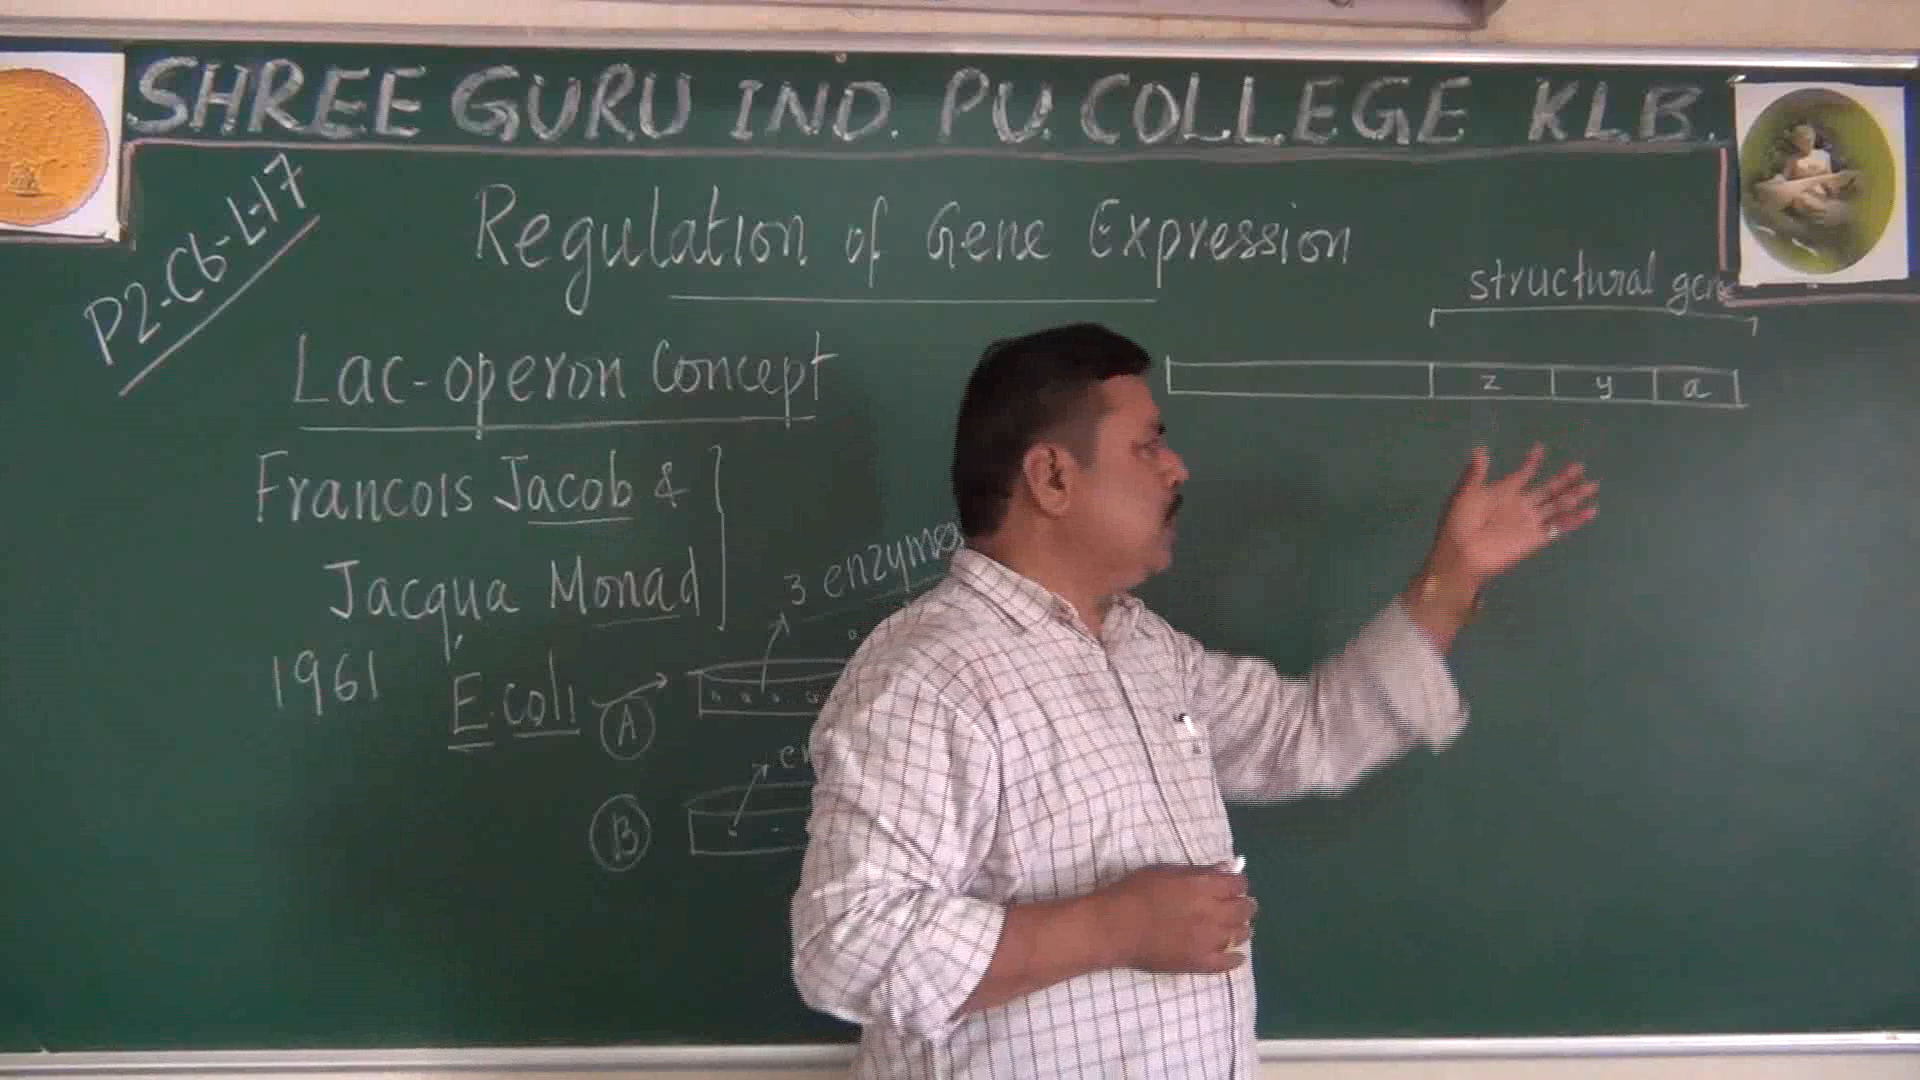 SHREE GURU IND. PU. COLLEGE KLB.
P2-C6-L-17
Regulation of Gene Expression
structural gen
Lac-operon Concept
z y a
Francois Jacob &
Jacqua Monad
3 enzymes
1961
E.coli
A
B